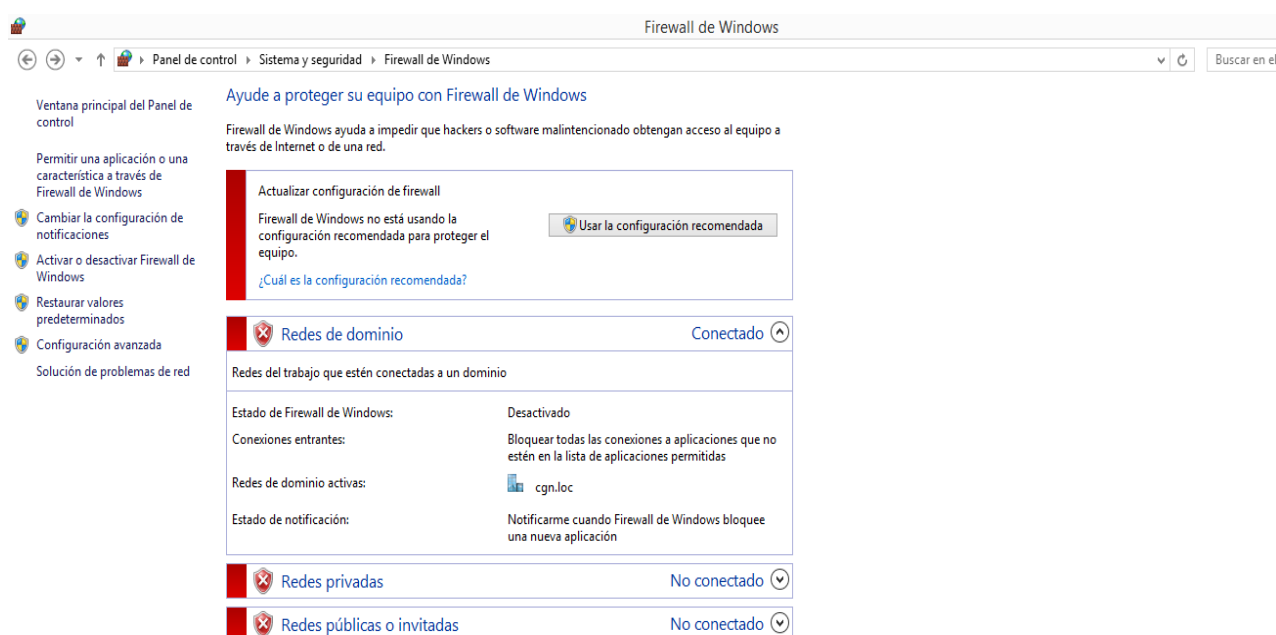 Firewall de Windows
Panel de control Sistema y seguridad Firewall de Windows
Buscar en el
Ventana principal del Panel de
control
Permitir una aplicación o una
característica a través de
Firewall de Windows
Cambiar la configuración de
notificaciones
Activar o desactivar Firewall de
Windows
Restaurar valores
predeterminados
Configuración avanzada
Solución de problemas de red
Ayude a proteger su equipo con Firewall de Windows
Firewall de Windows ayuda a impedir que hackers o software malintencionado obtengan acceso al equipo a
través de Internet o de una red.
Actualizar configuración de firewall
Firewall de Windows no está usando la
configuración recomendada para proteger el
equipo.
Usar la configuración recomendada
¿Cuál es la configuración recomendada?
Redes de dominio Conectado
Redes del trabajo que estén conectadas a un dominio
Estado de Firewall de Windows: Desactivado
Conexiones entrantes: Bloquear todas las conexiones a aplicaciones que no
estén en la lista de aplicaciones permitidas
Redes de dominio activas: cgn.loc
Estado de notificación: Notificarme cuando Firewall de Windows bloquee
una nueva aplicación
Redes privadas No conectado
Redes públicas o invitadas No conectado